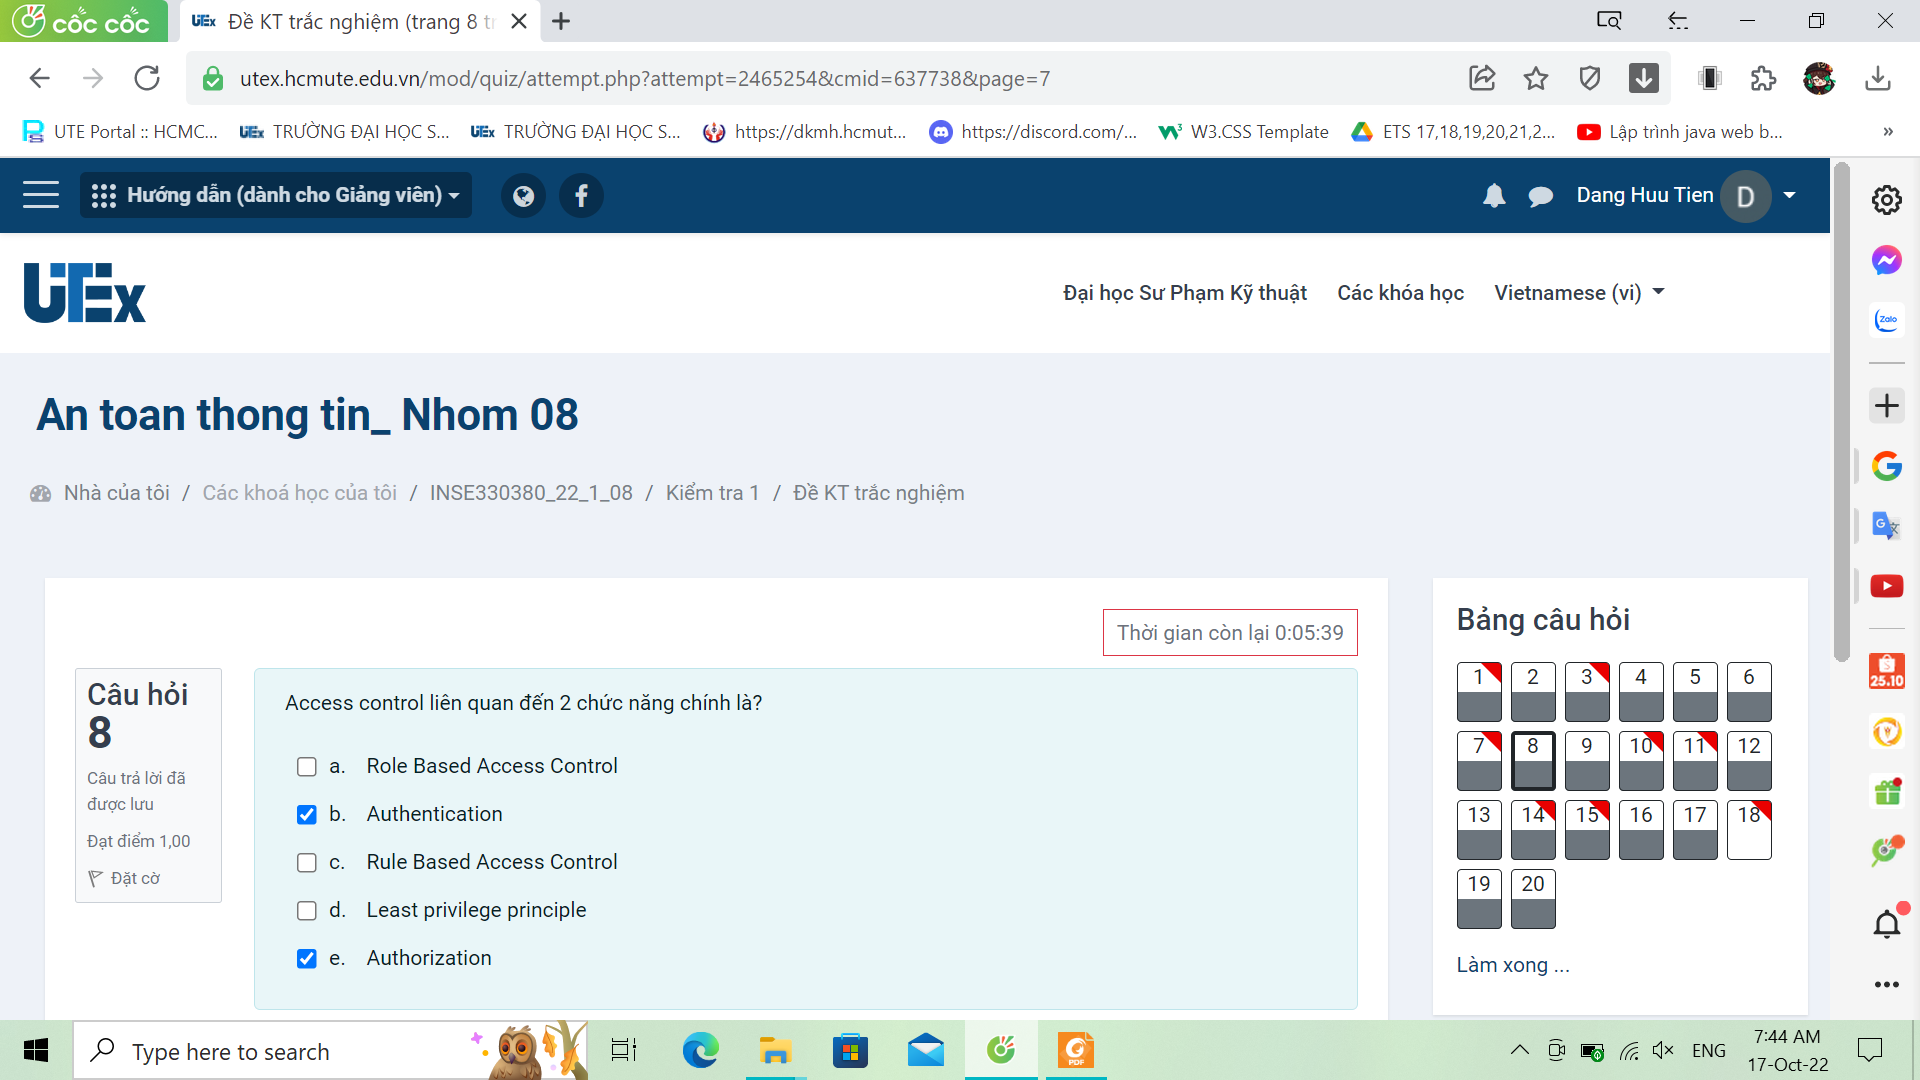 cốc cốc
UTEx Đề KT trắc nghiệm (trang 8 tr
utex.hcmute.edu.vn/mod/quiz/attempt.php?attempt=2465254&cmid=637738&page=7
UTE Portal :: HCMC...
UTEx TRƯỜNG ĐẠI HỌC S...
UTEx TRƯỜNG ĐẠI HỌC S...
https://dkmh.hcmut...
https://discord.com/...
W3.CSS Template
ETS 17,18,19,20,21,2...
Lập trình java web b...
»
Hướng dẫn (dành cho Giảng viên)
Dang Huu Tien D
UTEx
Đại học Sư Phạm Kỹ thuật
Các khóa học
Vietnamese (vi)
Zalo
An toan thong tin_ Nhom 08
Nhà của tôi / Các khoá học của tôi / INSE330380_22_1_08 / Kiểm tra 1 / Đề KT trắc nghiệm
Thời gian còn lại 0:05:39
Câu hỏi
8
Câu trả lời đã
được lưu
Đạt điểm 1,00
Đặt cờ
Access control liên quan đến 2 chức năng chính là?
a. Role Based Access Control
b. Authentication
c. Rule Based Access Control
d. Least privilege principle
e. Authorization
Bảng câu hỏi
1 2 3 4 5 6
7 8 9 10 11 12
13 14 15 16 17 18
19 20
Làm xong ...
25.10
Type here to search
PDF
ENG
7:44 AM
17-Oct-22